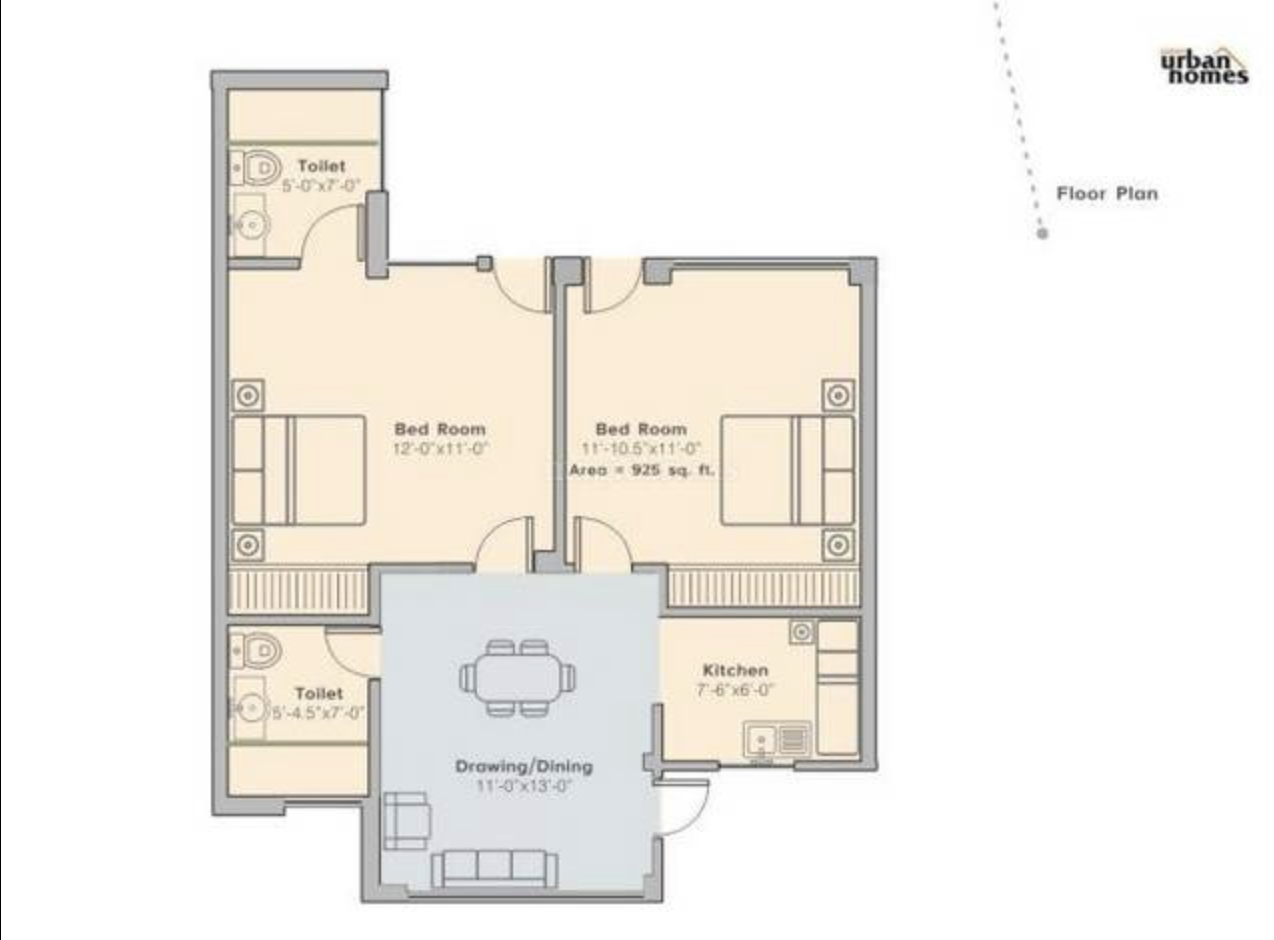 urban
homes
Floor Plan
Toilet
5'-0"x7'-0"
Bed Room
12'-0"x11'-0"
Bed Room
11'-10.5"x11'-0"
Area = 925 sq. ft.
Kitchen
7'-6"x6'-0"
Toilet
5'-4.5"x7'-0"
Drawing/Dining
11'-0"x13'-0"